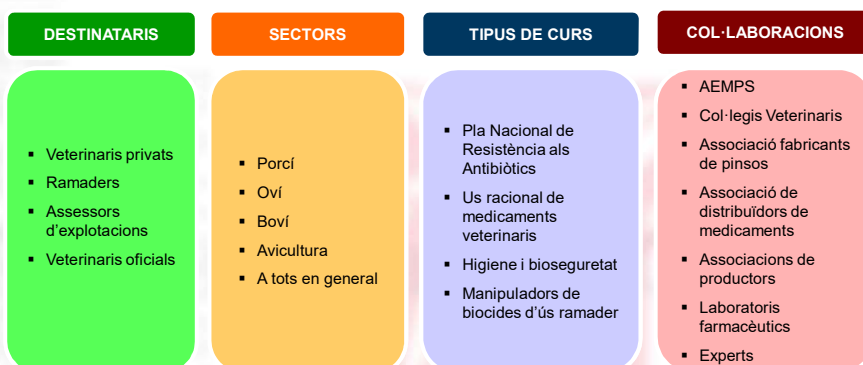 DESTINATARIS
▪ Veterinaris privats
▪ Ramaders
▪ Assessors
d'explotacions
▪ Veterinaris oficials
SECTORS
▪ Porcí
▪ Oví
▪ Boví
▪ Avicultura
▪ A tots en general
TIPUS DE CURS
▪ Pla Nacional de
Resistència als
Antibiòtics
▪ Us racional de
medicaments
veterinaris
▪ Higiene i bioseguretat
▪ Manipuladors de
biocides d'ús ramader
COL·LABORACIONS
▪ AEMPS
▪ Col·legis Veterinaris
▪ Associació fabricants
de pinsos
▪ Associació de
distribuïdors de
medicaments
▪ Associacions de
productors
▪ Laboratoris
farmacèutics
▪ Experts